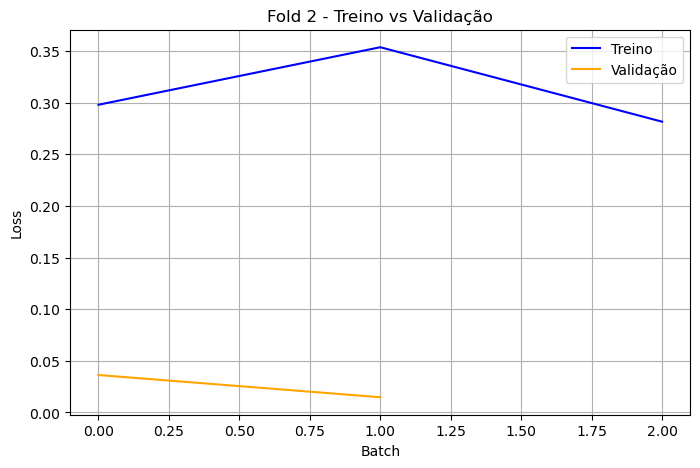 Fold 2 - Treino vs Validação
Treino
Validação
Loss
0.35
0.30
0.25
0.20
0.15
0.10
0.05
0.00
0.00 0.25 0.50 0.75 1.00 1.25 1.50 1.75 2.00
Batch